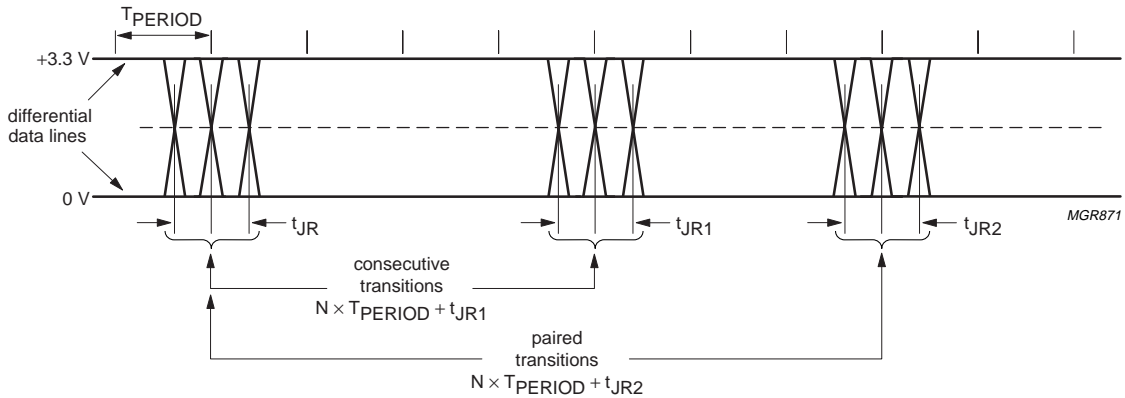 TPERIOD
+3.3 V
differential
data lines
0 V
tJR
tJR1
tJR2
MGR871
consecutive
transitions
N × TPERIOD + tJR1
paired
transitions
N × TPERIOD + tJR2